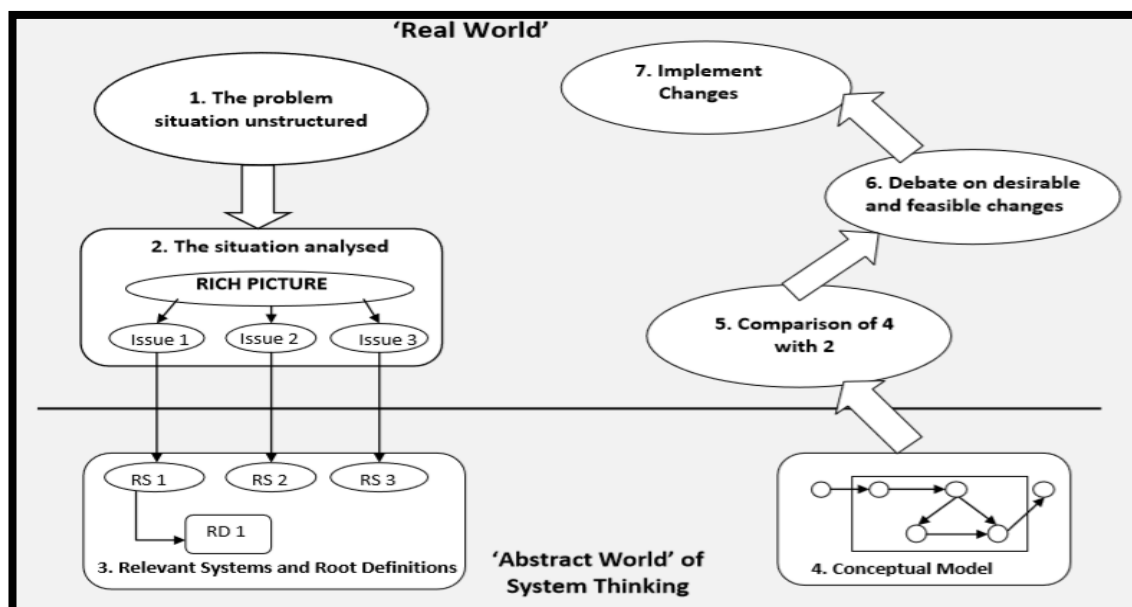 ‘Real World’
1. The problem
situation unstructured
2. The situation analysed
RICH PICTURE
Issue 1
Issue 2
Issue 3
RS 1
RS 2
RS 3
RD 1
3. Relevant Systems and Root Definitions
‘Abstract World’ of
System Thinking
4. Conceptual Model
5. Comparison of 4
with 2
6. Debate on desirable
and feasible changes
7. Implement
Changes